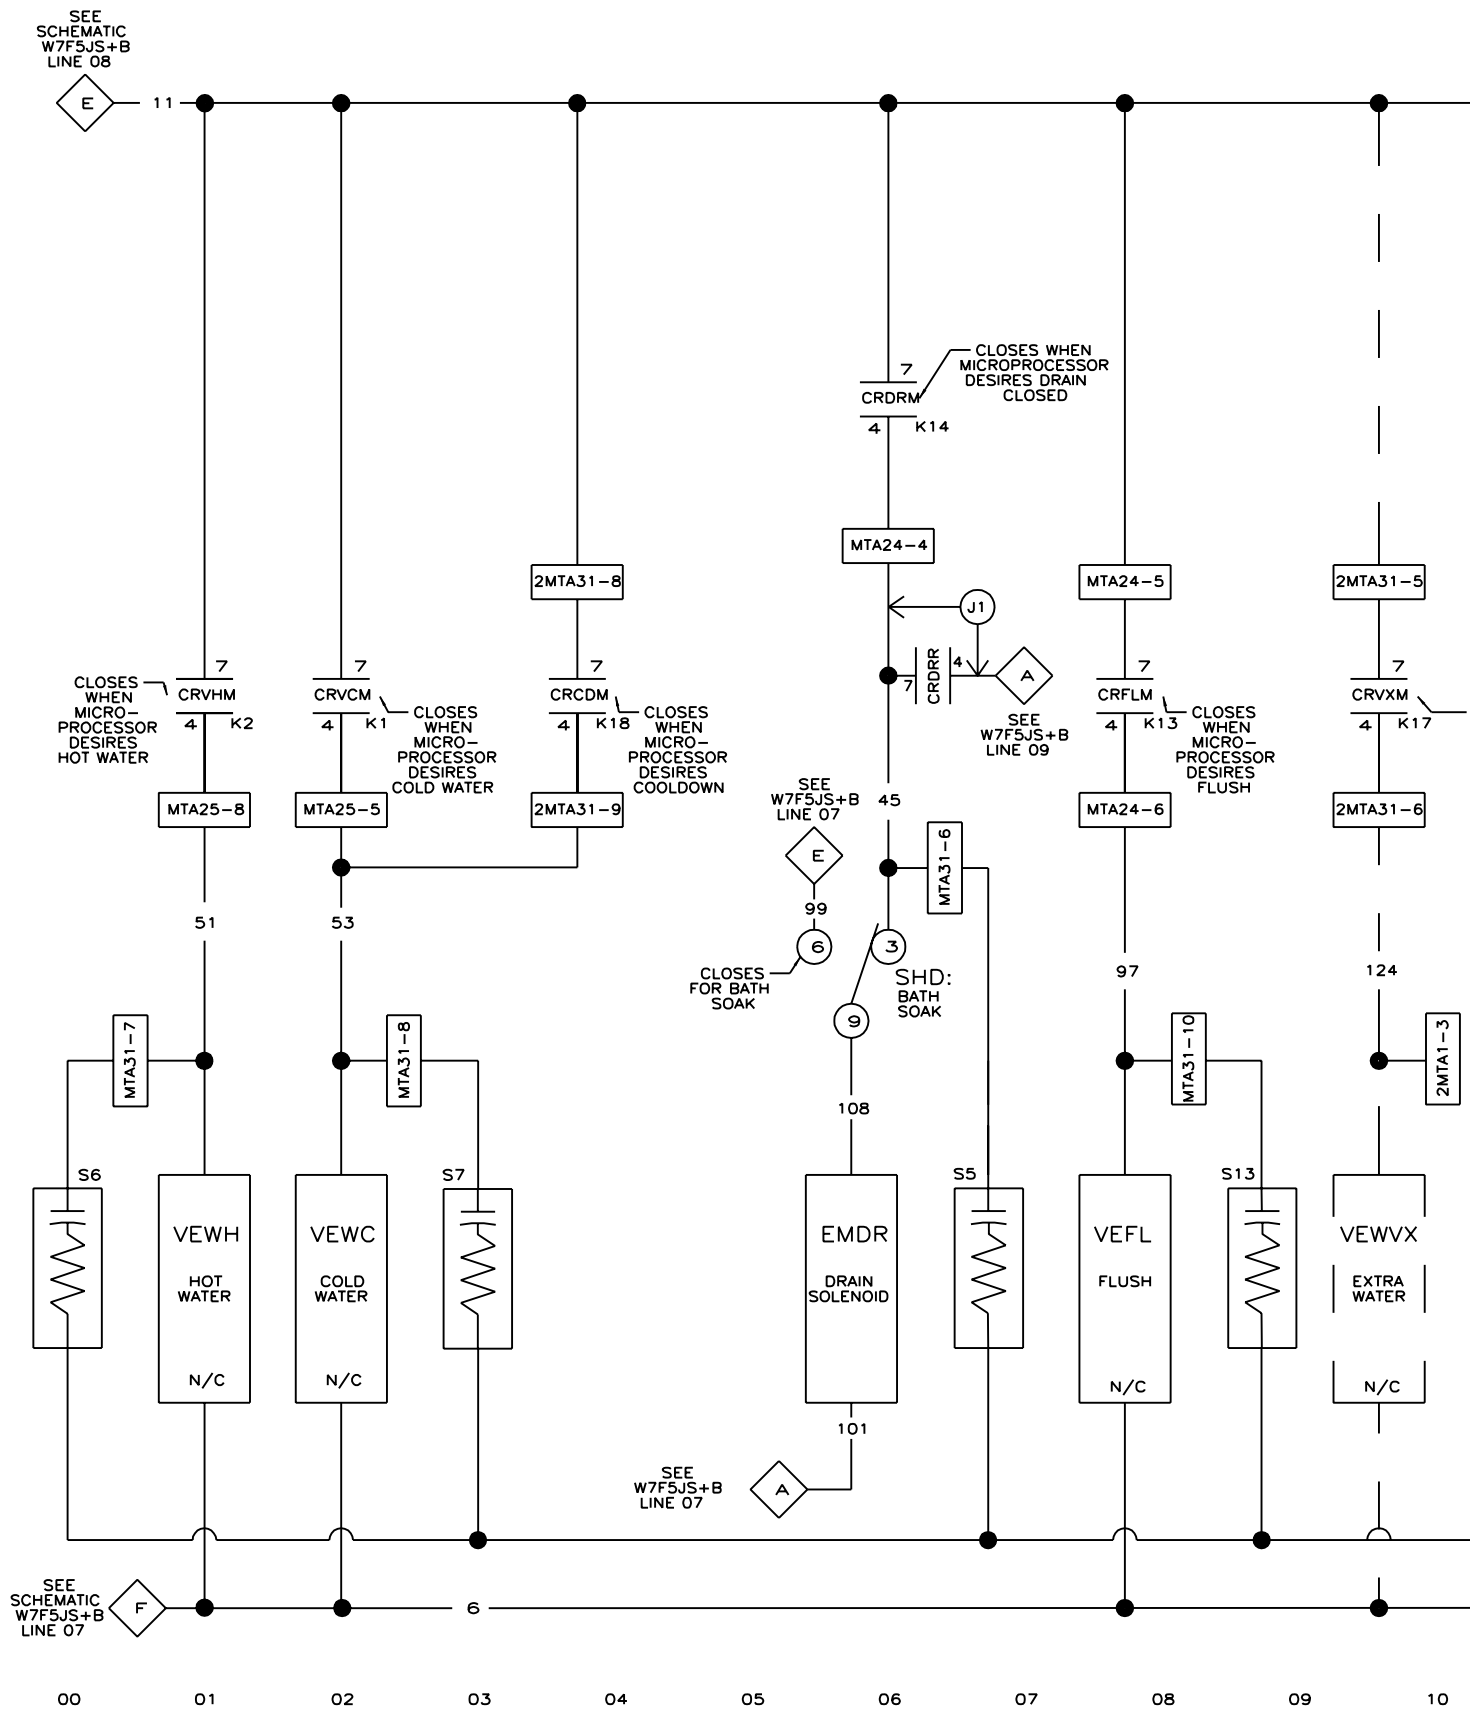 SEE
SCHEMATIC
W7F5JS+B
LINE 08
E
11
CLOSES WHEN
MICROPROCESSOR
DESIRES DRAIN
CLOSED
7
CRDRM
4
K14
MTA24-4
2MTA31-8
MTA24-5
2MTA31-5
J1
CLOSES
WHEN
MICRO-
PROCESSOR
DESIRES
HOT WATER
7
CRVHM
4
K2
7
CRVCM
4
K1
CLOSES
WHEN
MICRO-
PROCESSOR
DESIRES
COLD WATER
7
CRCDM
4
K18
CLOSES
WHEN
MICRO-
PROCESSOR
DESIRES
COOLDOWN
7
CRDRR
4
A
SEE
W7F5JS+B
LINE 09
7
CRFLM
4
K13
CLOSES
WHEN
MICRO-
PROCESSOR
DESIRES
FLUSH
7
CRVXM
4
K17
MTA25-8
MTA25-5
2MTA31-9
SEE
W7F5JS+B
LINE 07
E
45
MTA24-6
2MTA31-6
MTA31-6
51
53
99
6
3
9
CLOSES
FOR BATH
SOAK
SHD:
BATH
SOAK
97
124
MTA31-7
MTA31-8
MTA31-10
2MTA1-3
108
S6
VEWH
HOT
WATER
N/C
VEWC
COLD
WATER
N/C
S7
EMDR
DRAIN
SOLENOID
S5
VEFL
FLUSH
N/C
S13
VEWVX
EXTRA
WATER
N/C
101
SEE
W7F5JS+B
LINE 07
A
SEE
SCHEMATIC
W7F5JS+B
LINE 07
F
6
00 01 02 03 04 05 06 07 08 09 10